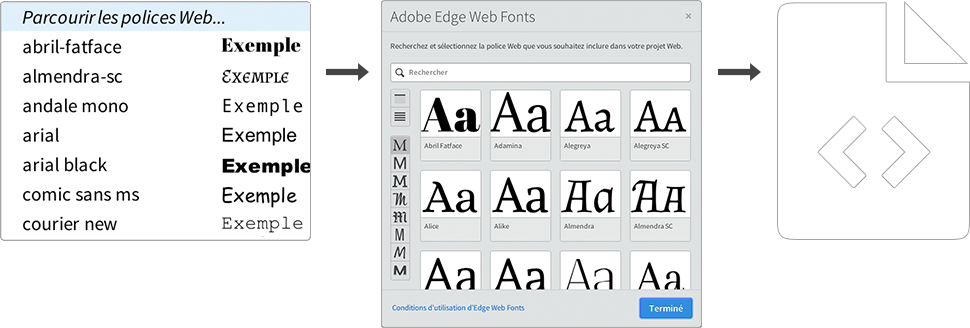 Parcourir les polices Web...
abril-fatface Exemple
almendra-sc Exemple
andale mono Exemple
arial Exemple
arial black Exemple
comic sans ms Exemple
courier new Exemple
Adobe Edge Web Fonts ×
Recherchez et sélectionnez la police Web que vous souhaitez inclure dans votre projet Web.
Rechercher
Aa Aa Aa Aa
Abril Fatface Adamina Alegreya Alegreya SC
M
M
M
M
M
M
M
M
Aa Aa Aa Aa
Alice Alike Almendra Almendra SC
Aa Aa Aa Aa
Conditions d'utilisation d'Edge Web Fonts Terminé